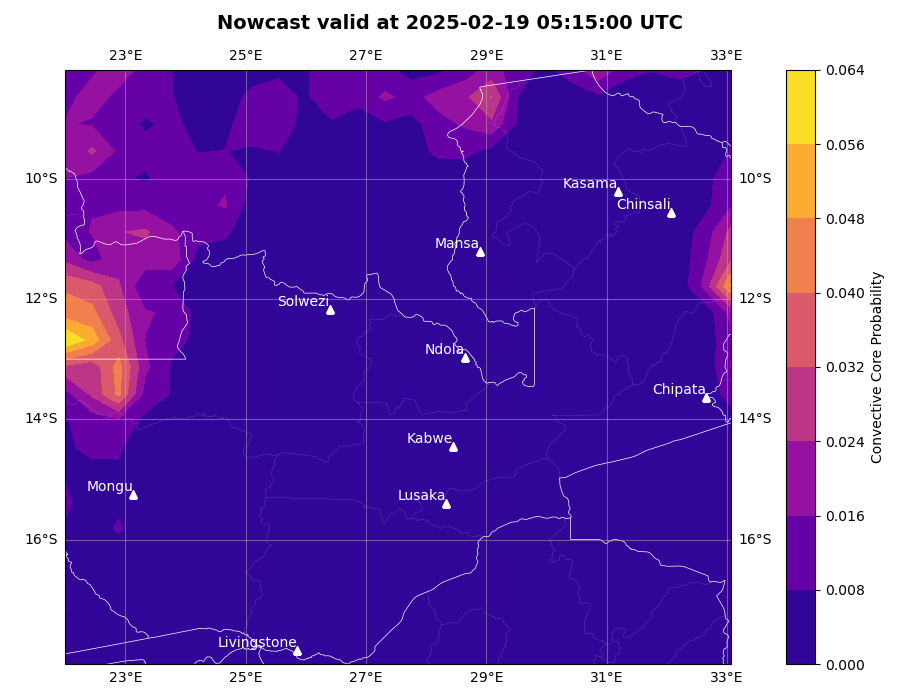 Nowcast valid at 2025-02-19 05:15:00 UTC
23°E 25°E 27°E 29°E 31°E 33°E
0.064
0.056
10°S 10°S
Kasama
Chinsali
0.048
Mansa
0.040
12°S 12°S
Solwezi
Ndola
0.032
Convective Core Probability
Chipata
14°S 14°S
0.024
Kabwe
Mongu
Lusaka
0.016
16°S 16°S
0.008
Livingstone
0.000
23°E 25°E 27°E 29°E 31°E 33°E